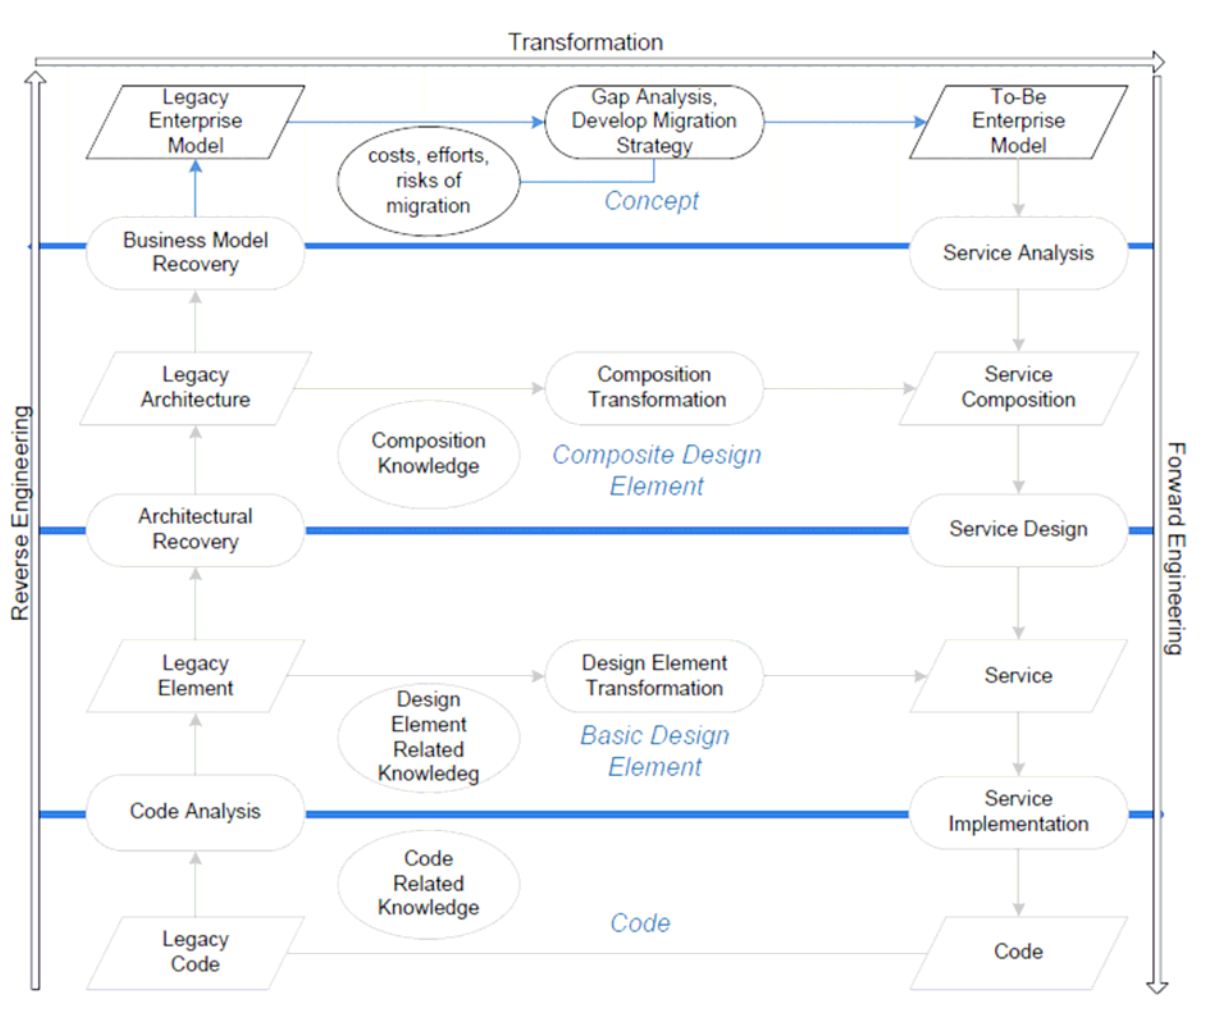 Transformation
Legacy
Enterprise
Model
Gap Analysis,
Develop Migration
Strategy
To-Be
Enterprise
Model
costs, efforts,
risks of
migration
Concept
Business Model
Recovery
Service Analysis
Legacy
Architecture
Composition
Transformation
Service
Composition
Composition
Knowledge
Composite Design
Element
Reverse Engineering
Forward Engineering
Architectural
Recovery
Service Design
Legacy
Element
Design Element
Transformation
Service
Design
Element
Related
Knowledeg
Basic Design
Element
Code Analysis
Service
Implementation
Code
Related
Knowledge
Code
Legacy
Code
Code